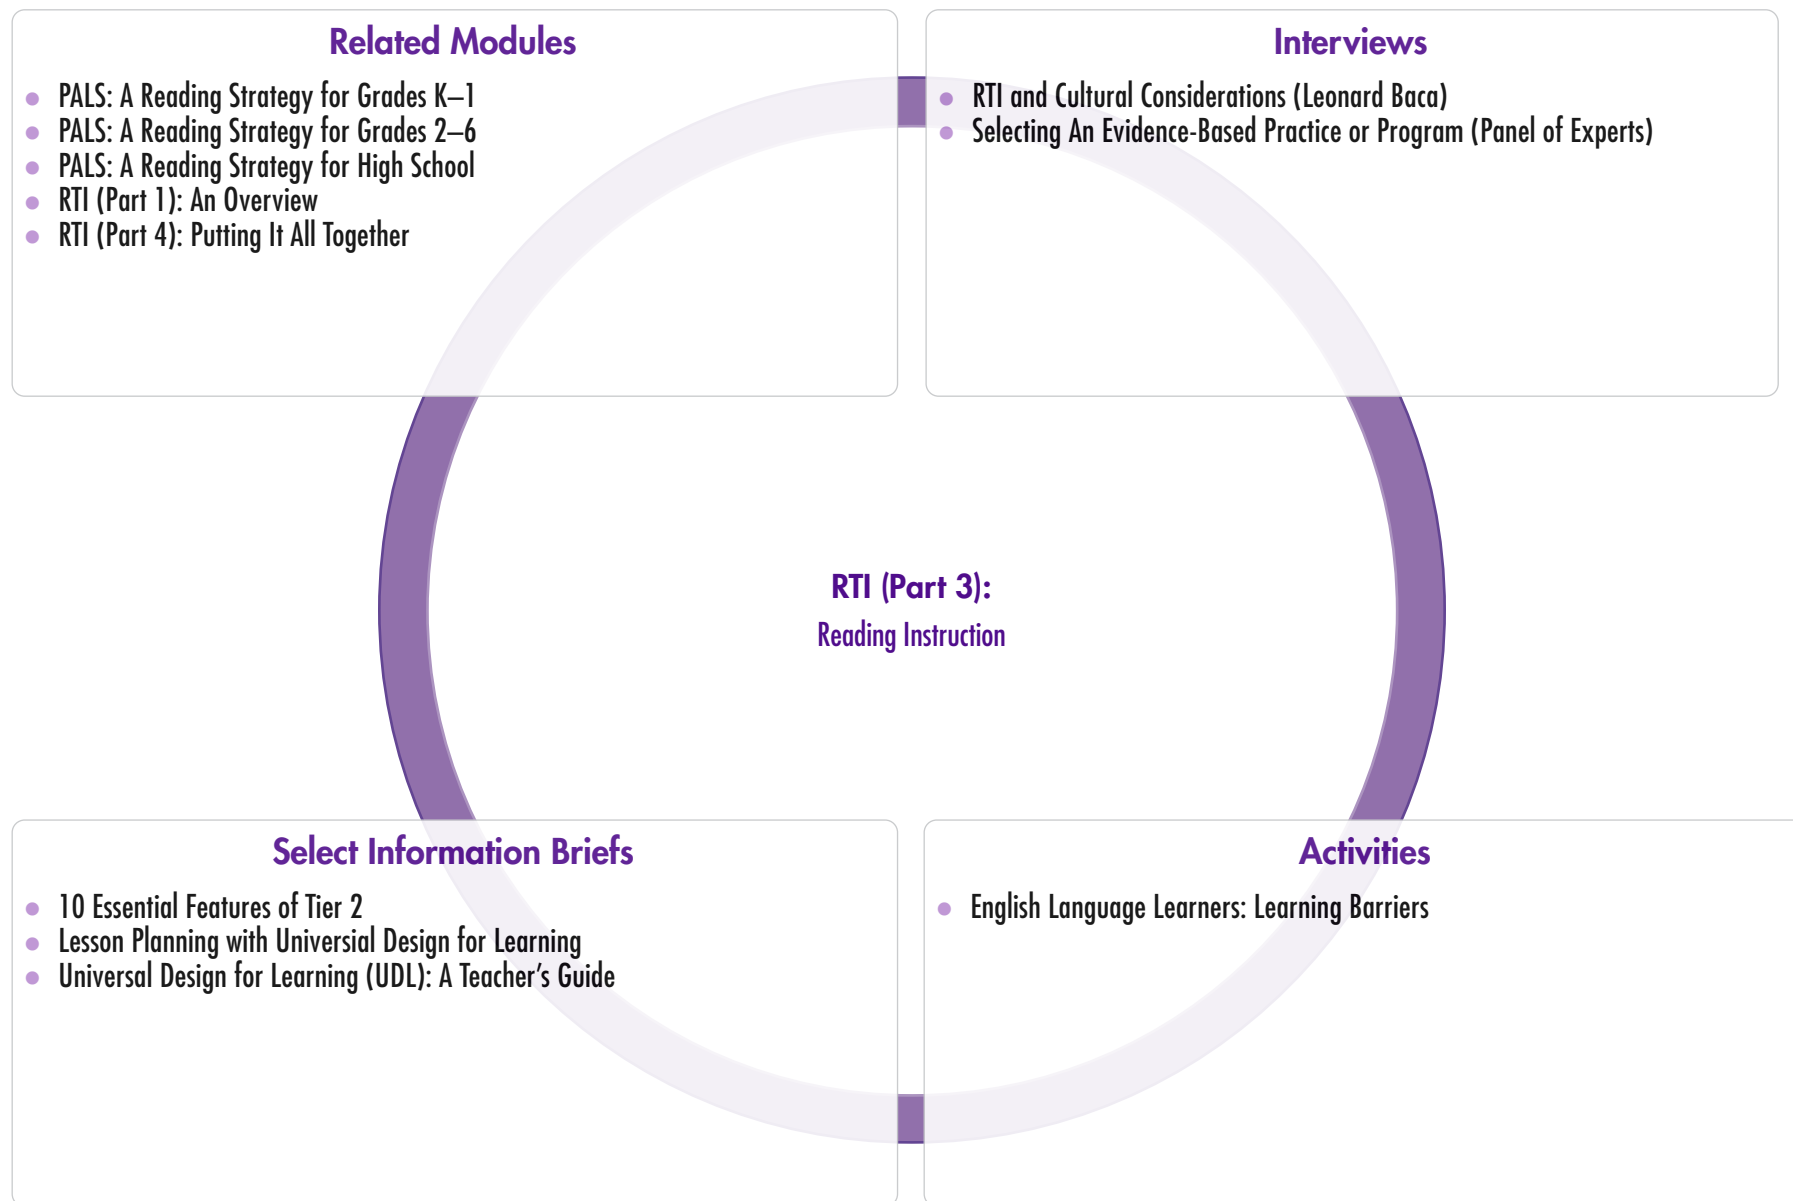 Related Modules
PALS: A Reading Strategy for Grades K–1
PALS: A Reading Strategy for Grades 2–6
PALS: A Reading Strategy for High School
RTI (Part 1): An Overview
RTI (Part 4): Putting It All Together
Interviews
RTI and Cultural Considerations (Leonard Baca)
Selecting An Evidence-Based Practice or Program (Panel of Experts)
RTI (Part 3):
Reading Instruction
Select Information Briefs
10 Essential Features of Tier 2
Lesson Planning with Universial Design for Learning
Universal Design for Learning (UDL): A Teacher’s Guide
Activities
English Language Learners: Learning Barriers